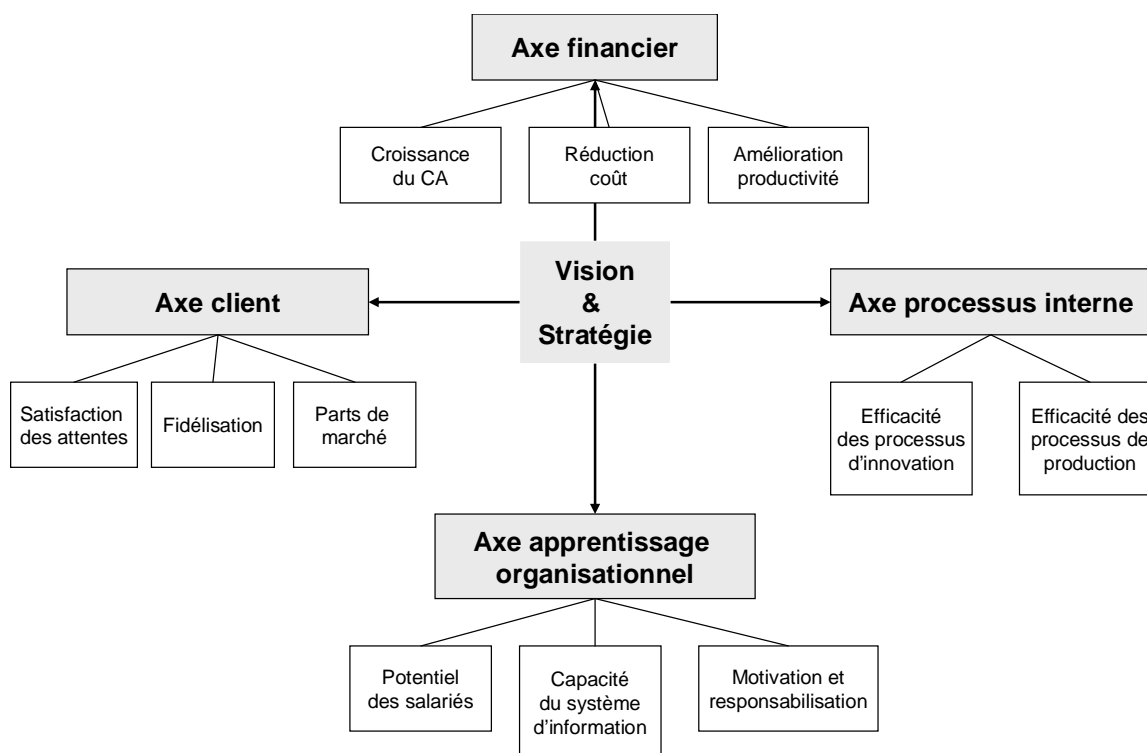 Axe financier
Croissance
du CA
Réduction
coût
Amélioration
productivité
Vision
&
Stratégie
Axe client
Axe processus interne
Satisfaction
des attentes
Fidélisation
Parts de
marché
Efficacité
des processus
d’innovation
Efficacité des
processus de
production
Axe apprentissage
organisationnel
Potentiel
des salariés
Capacité
du système
d’information
Motivation et
responsabilisation